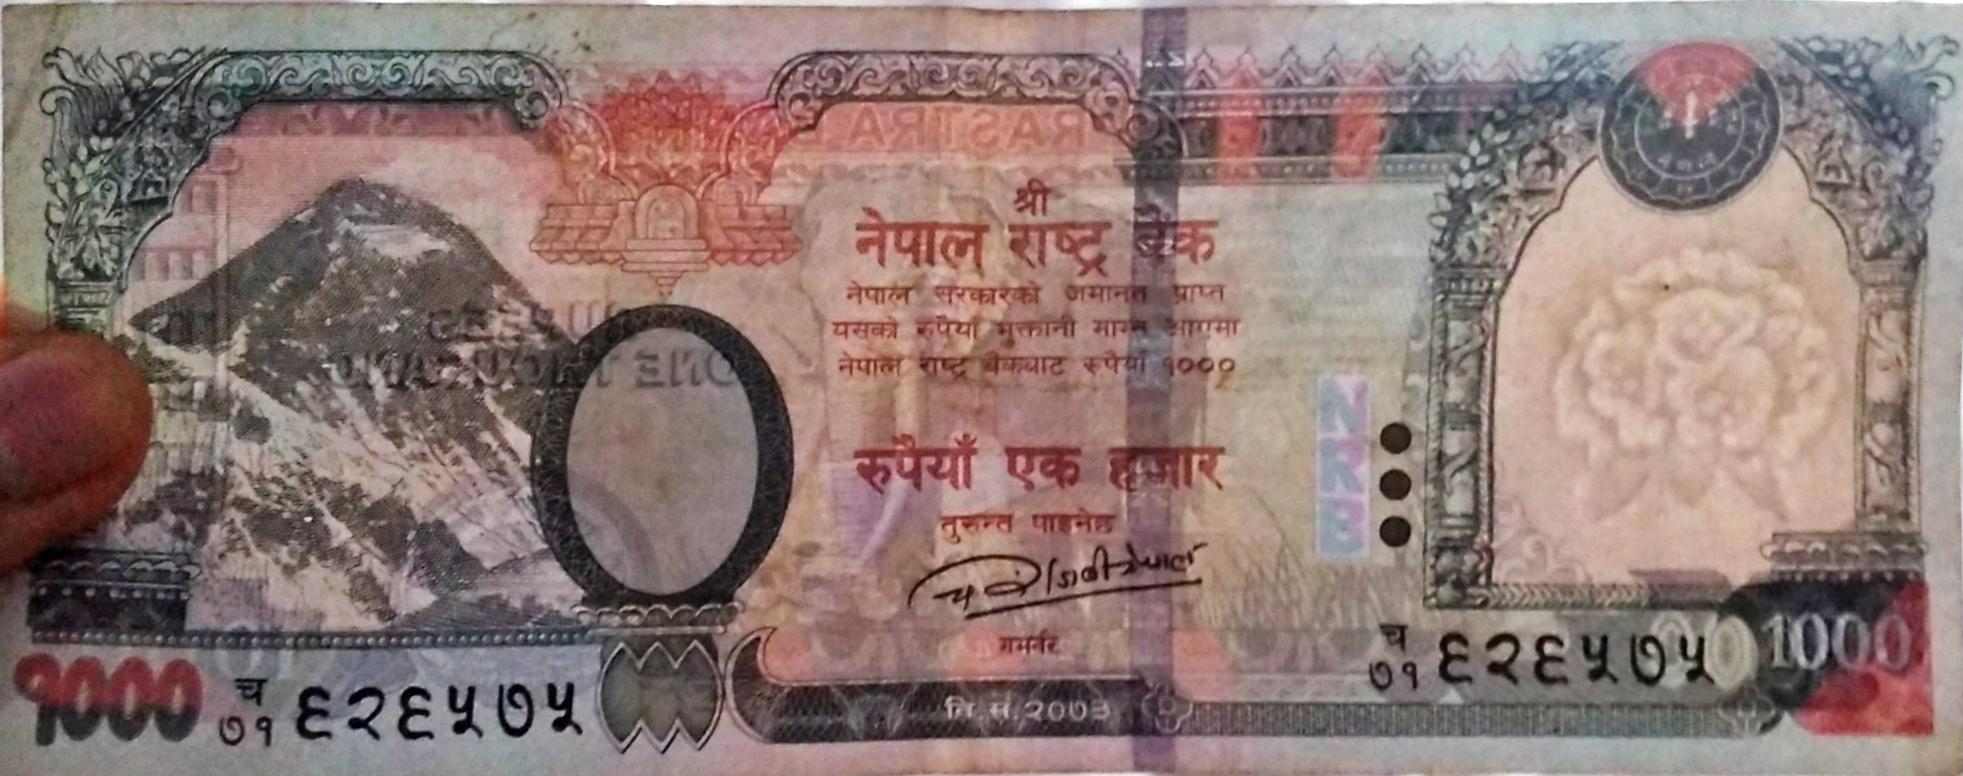 श्री
नेपाल राष्ट्र बैंक
नेपाल सरकारको जमानत प्राप्त
यसको रुपैयाँ भुक्तानी माग्न आएमा
नेपाल राष्ट्र बैंकबाट रुपैयाँ १०००
रुपैयाँ एक हजार
तुरुन्त पाइनेछ
गभर्नर
वि.सं. २०७३
NRB
RASTRA
ONE THOUSAND
१०००
च
७१ ६२६५७५
च
७१ ६२६५७५
1000